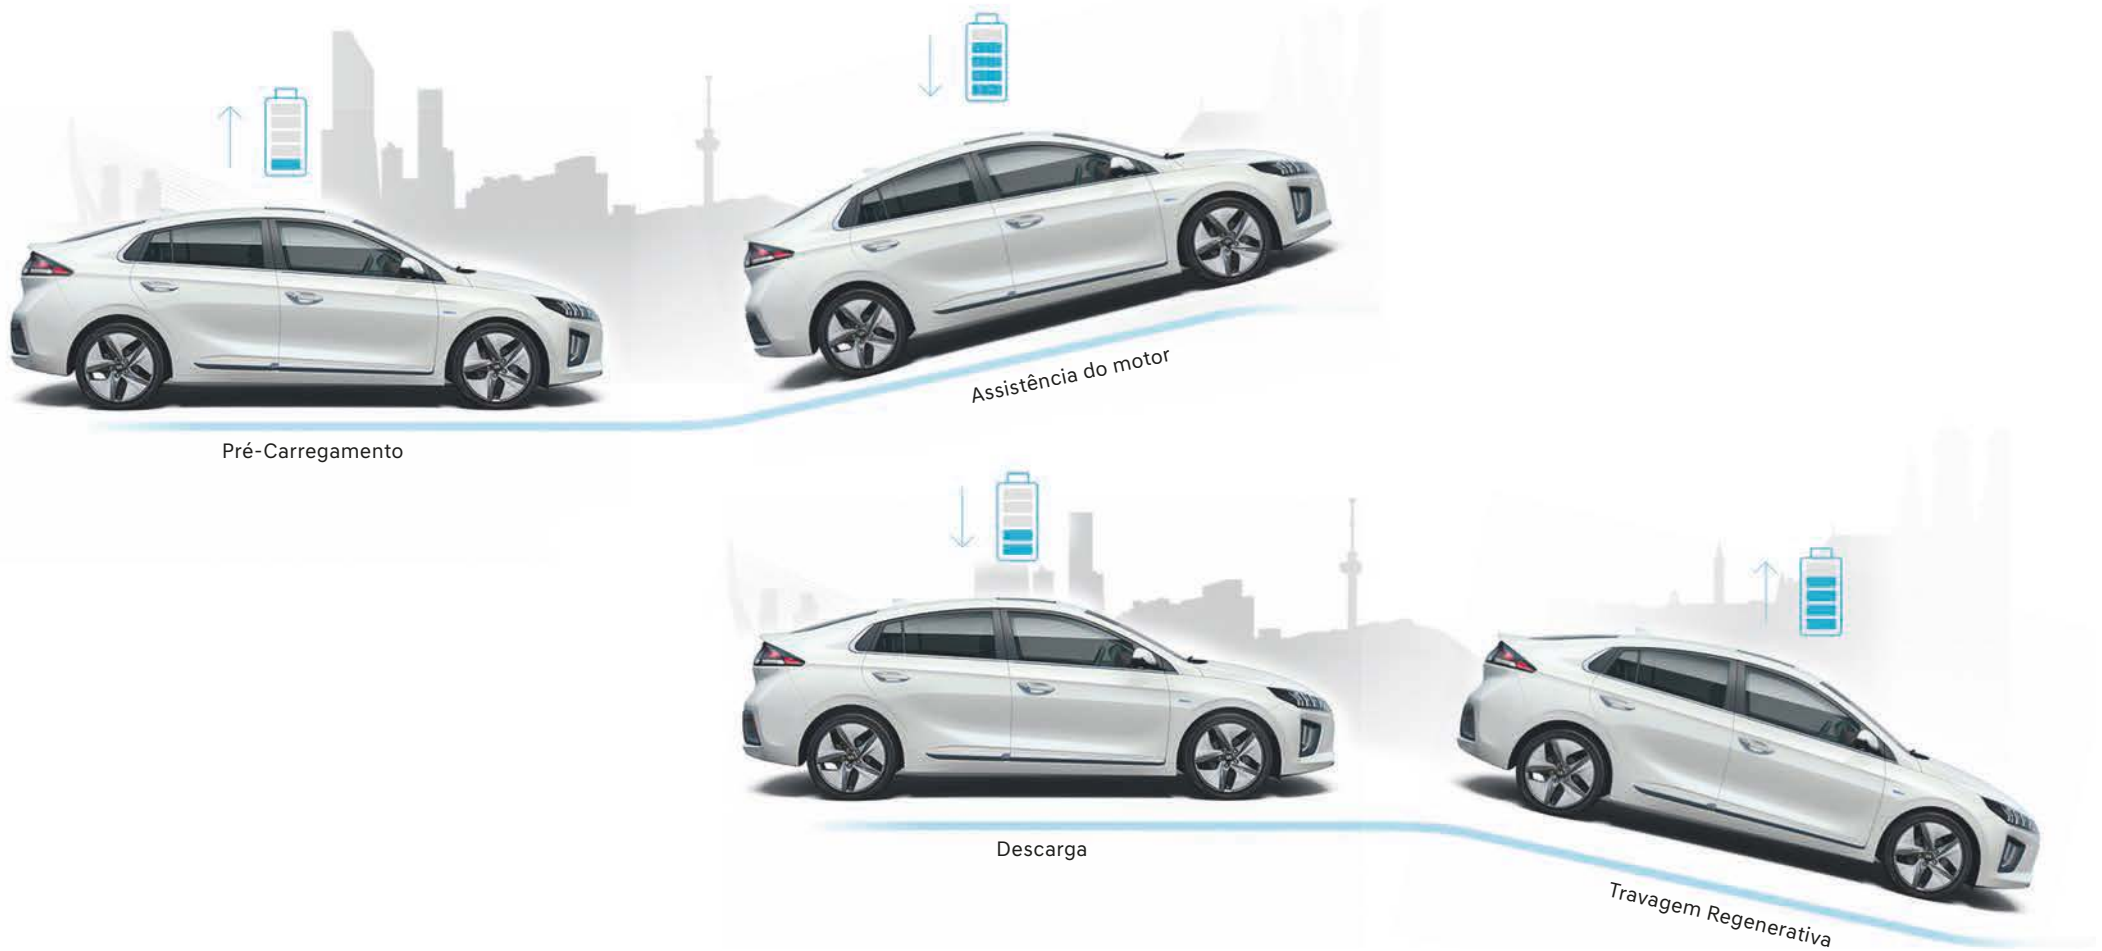 Assistência do motor
Pré-Carregamento
Descarga
Travagem Regenerativa